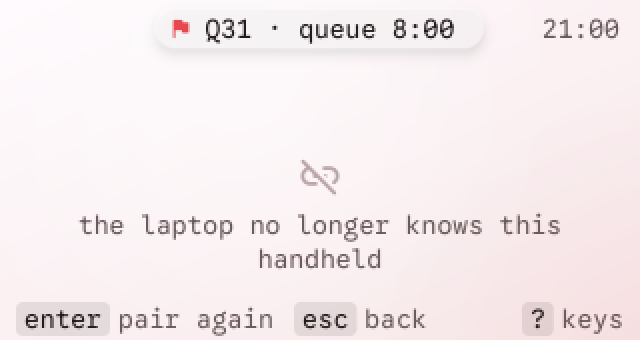 Q31 · queue 8:00
21:00
the laptop no longer knows this
handheld
enter pair again esc back ? keys